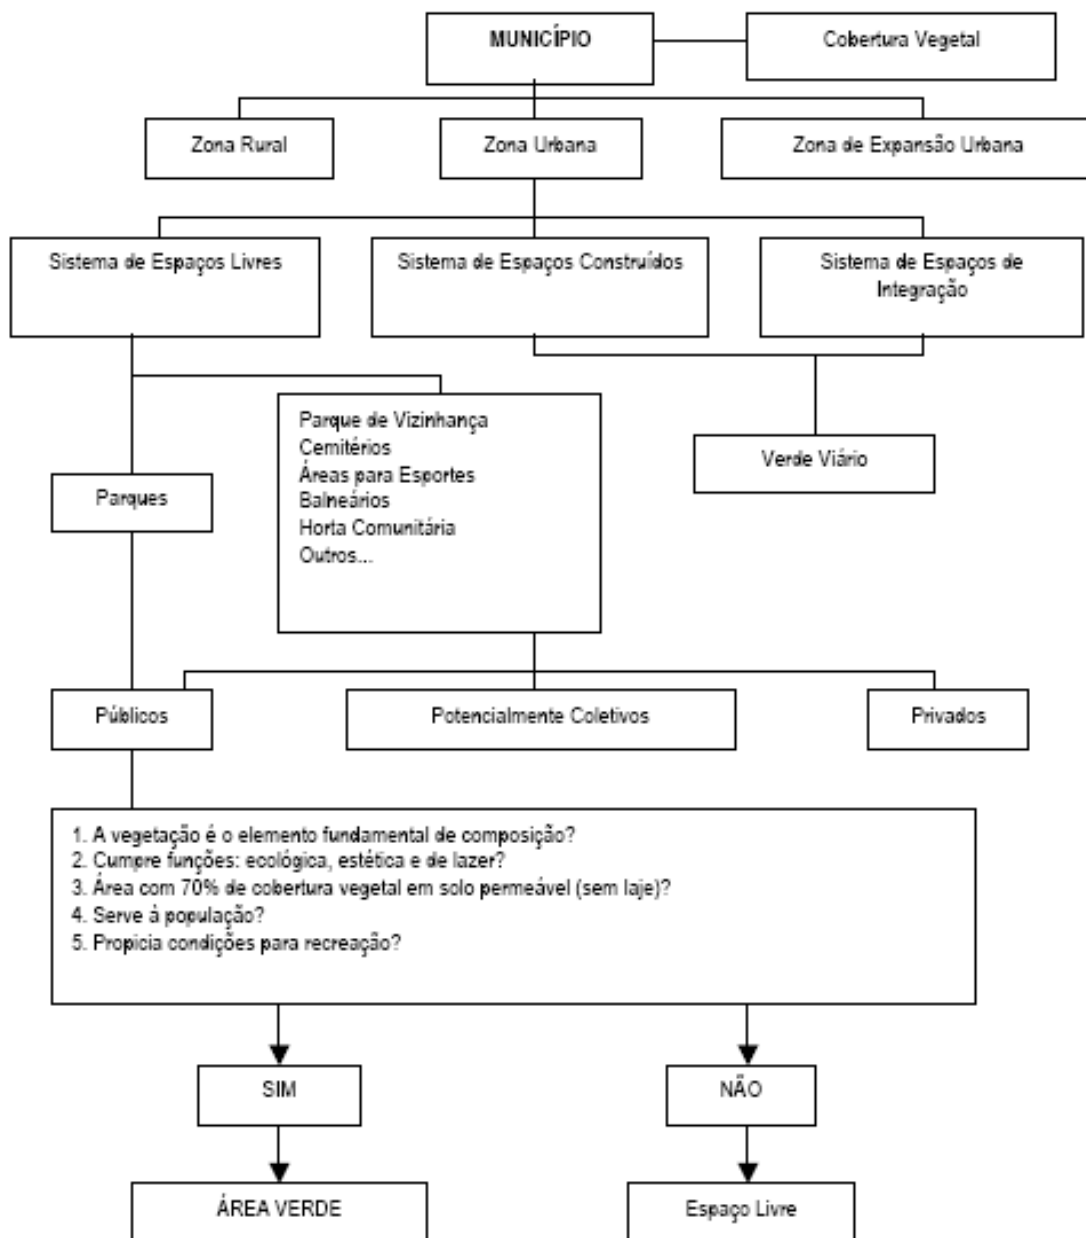 MUNICÍPIO
Cobertura Vegetal
Zona Rural
Zona Urbana
Zona de Expansão Urbana
Sistema de Espaços Livres
Sistema de Espaços Construídos
Sistema de Espaços de
Integração
Parque de Vizinhança
Cemitérios
Áreas para Esportes
Balneários
Horta Comunitária
Outros...
Verde Viário
Parques
Públicos
Potencialmente Coletivos
Privados
1. A vegetação é o elemento fundamental de composição?
2. Cumpre funções: ecológica, estética e de lazer?
3. Área com 70% de cobertura vegetal em solo permeável (sem laje)?
4. Serve à população?
5. Propicia condições para recreação?
SIM
NÃO
ÁREA VERDE
Espaço Livre